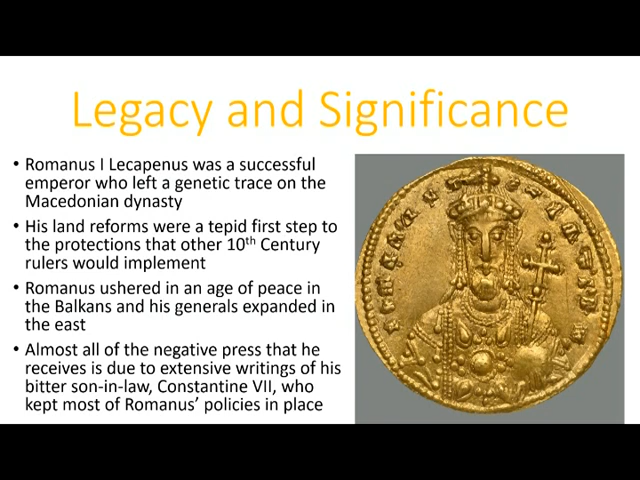 Legacy and Significance
• Romanus I Lecapenus was a successful
emperor who left a genetic trace on the
Macedonian dynasty
• His land reforms were a tepid first step to
the protections that other 10th Century
rulers would implement
• Romanus ushered in an age of peace in
the Balkans and his generals expanded in
the east
• Almost all of the negative press that he
receives is due to extensive writings of his
bitter son-in-law, Constantine VII, who
kept most of Romanus’ policies in place